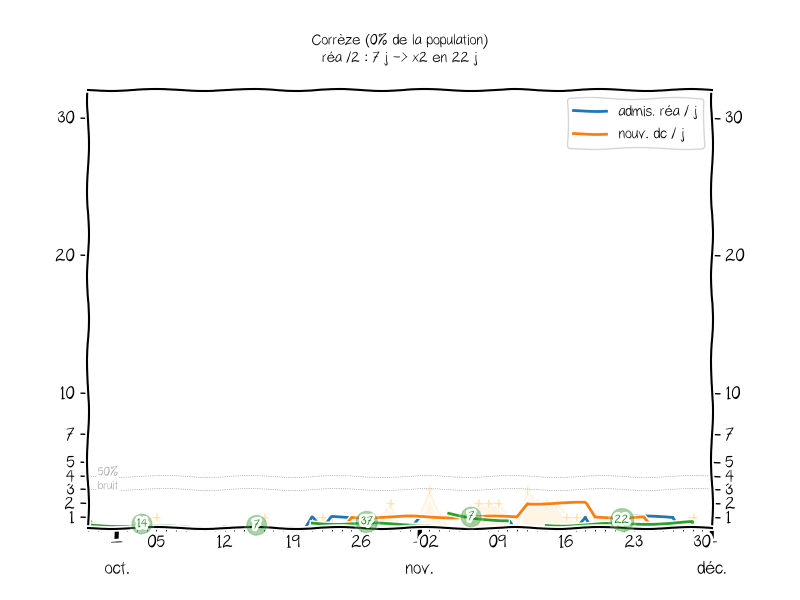 Corrèze (0% de la population)
réa /2 : 7 j -> x2 en 22 j
admis. réa / j
nouv. dc / j
30 30
20 20
10 10
7 7
5 5
4 4
3 3
2 2
1 1
50%
bruit
14 7 37 7 22
05 12 19 26 02 09 16 23 30
oct. nov. déc.